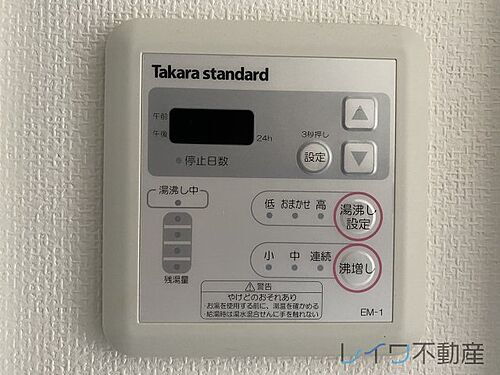 Takara standard
午前
午後
24h
停止日数
3秒押し
設定
▲
▼
湯沸し中
残湯量
低 おまかせ 高
湯沸し
設定
小 中 連続
沸増し
⚠警告
やけどのおそれあり
お湯を使用する前に、湯温を確かめる
給湯時は湯水混合せんに手を触れない
EM-1
レイワ不動産